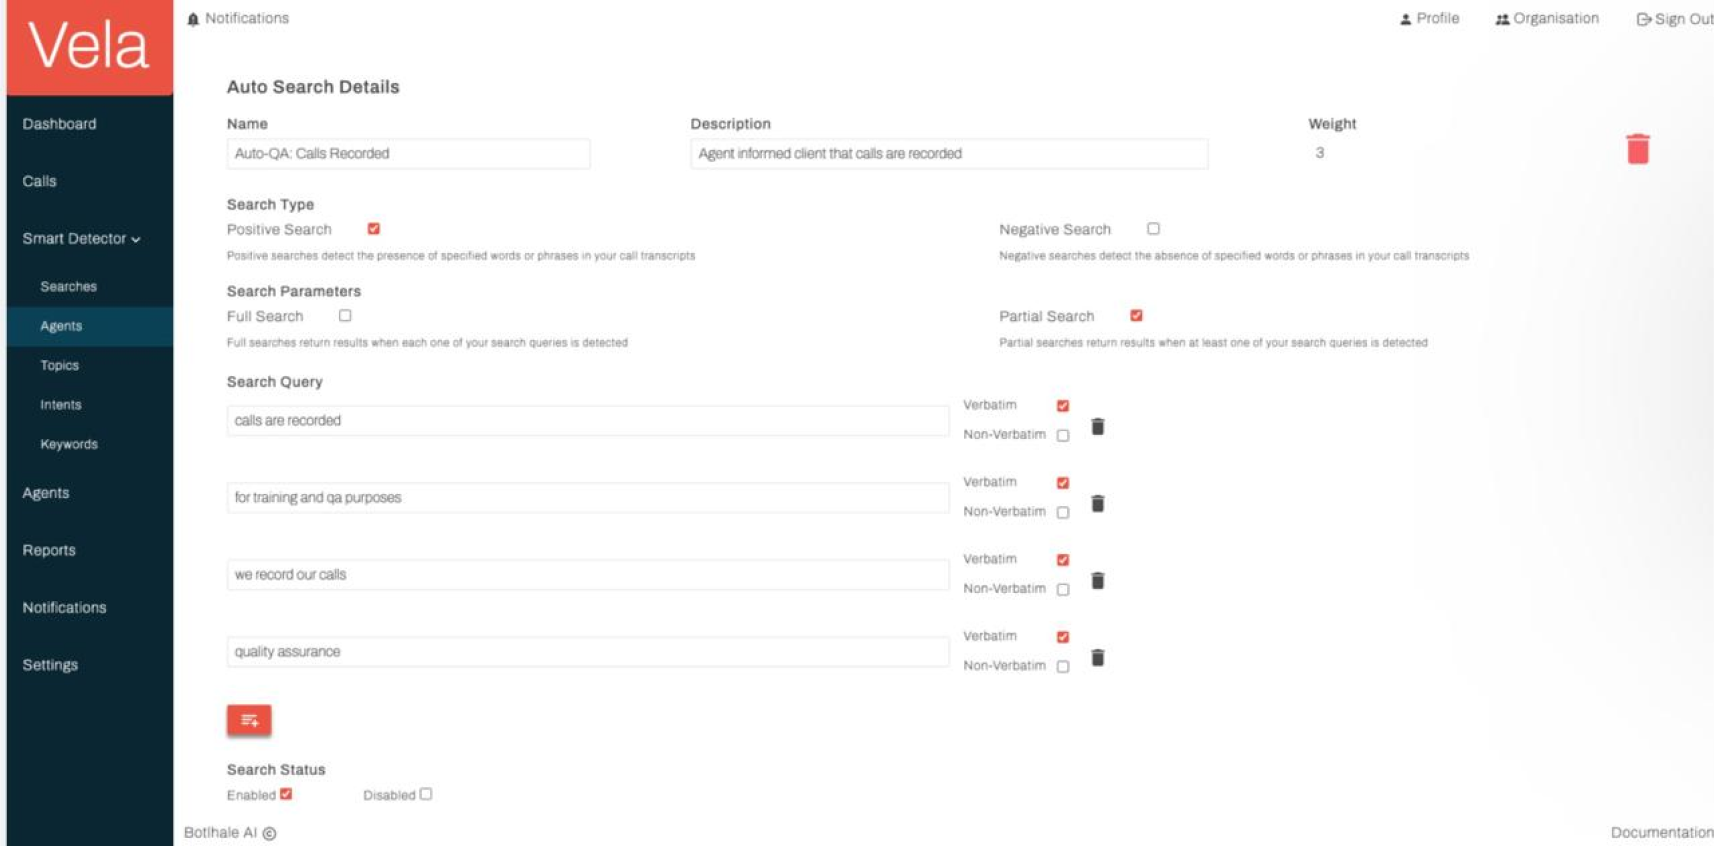 Vela
Notifications
Profile
Organisation
Sign Out
Dashboard
Calls
Smart Detector
Searches
Agents
Topics
Intents
Keywords
Agents
Reports
Notifications
Settings
Auto Search Details
Name
Description
Weight
Auto-QA: Calls Recorded
Agent informed client that calls are recorded
3
Search Type
Positive Search
Negative Search
Positive searches detect the presence of specified words or phrases in your call transcripts
Negative searches detect the absence of specified words or phrases in your call transcripts
Search Parameters
Full Search
Partial Search
Full searches return results when each one of your search queries is detected
Partial searches return results when at least one of your search queries is detected
Search Query
calls are recorded
Verbatim
Non-Verbatim
for training and qa purposes
Verbatim
Non-Verbatim
we record our calls
Verbatim
Non-Verbatim
quality assurance
Verbatim
Non-Verbatim
Search Status
Enabled
Disabled
Botlhale AI ©
Documentation